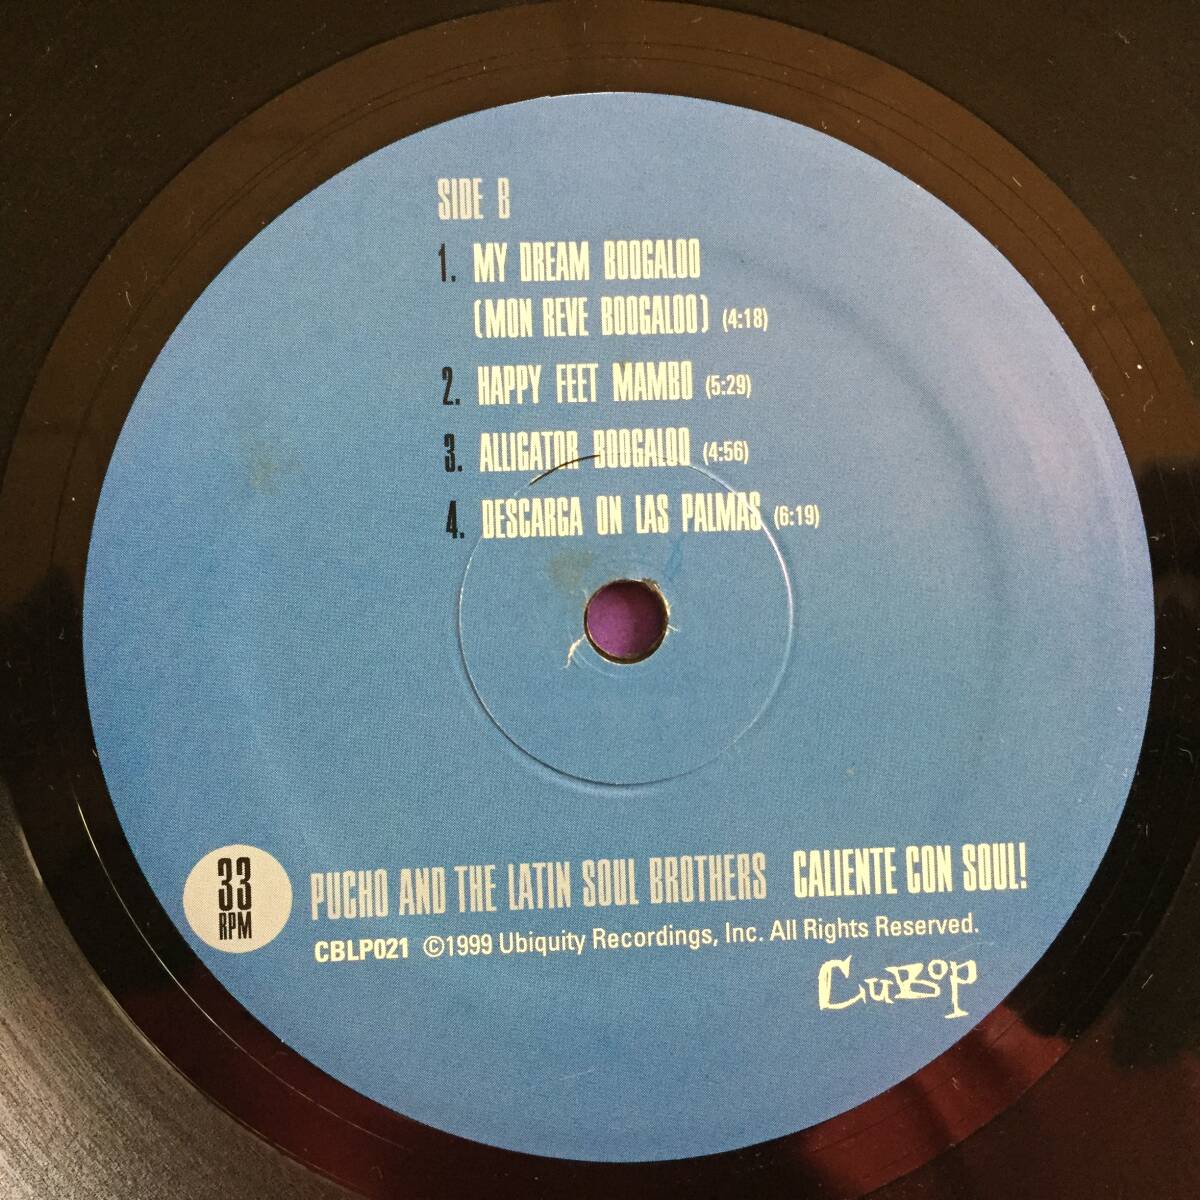 SIDE B
1. MY DREAM BOOGALOO
(MON REVE BOOGALOO) (4:18)
2. HAPPY FEET MAMBO (5:29)
3. ALLIGATOR BOOGALOO (4:56)
4. DESCARGA ON LAS PALMAS (6:19)
33
RPM
PUCHO AND THE LATIN SOUL BROTHERS CALIENTE CON SOUL!
CBLP021 ©1999 Ubiquity Recordings, Inc. All Rights Reserved.
CuBop